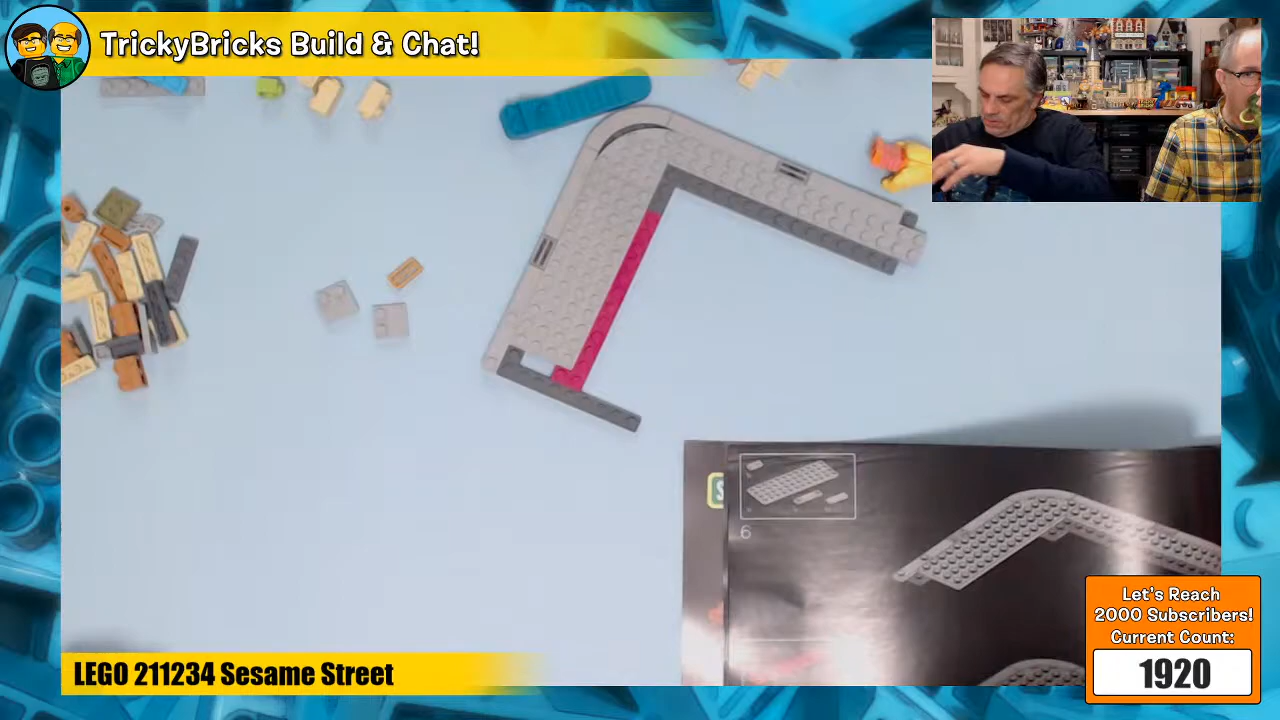 TrickyBricks Build & Chat!
6
Let's Reach
2000 Subscribers!
Current Count:
1920
LEGO 211234 Sesame Street